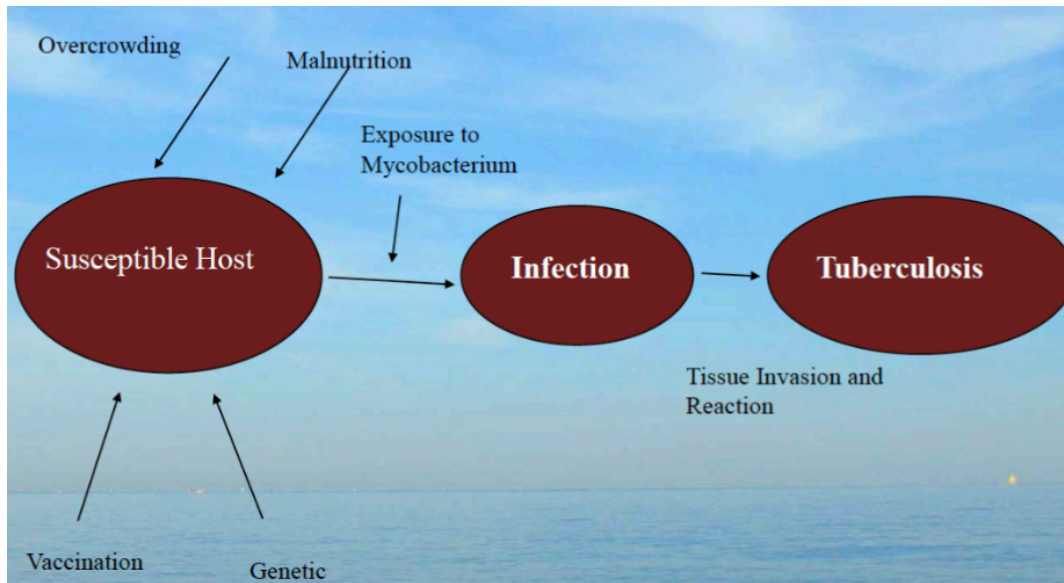 Overcrowding
Malnutrition
Exposure to
Mycobacterium
Susceptible Host
Infection
Tuberculosis
Tissue Invasion and
Reaction
Vaccination
Genetic